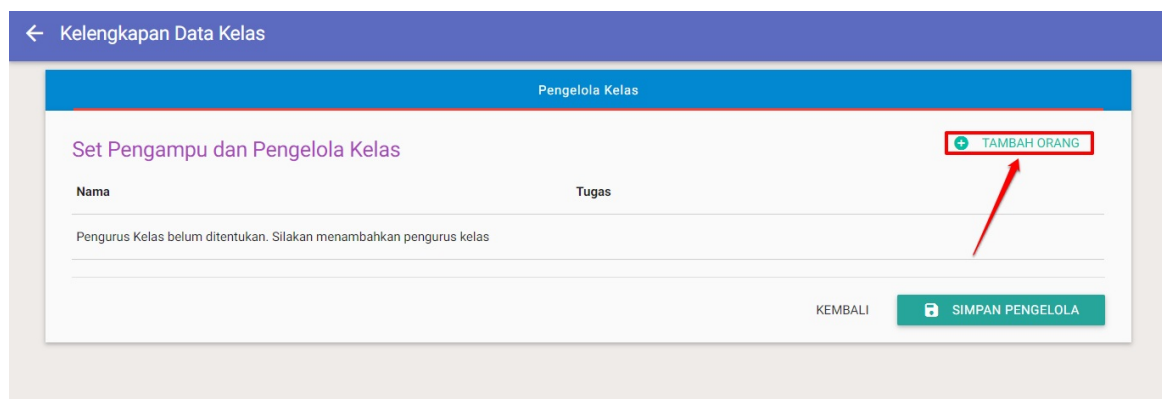 Kelengkapan Data Kelas
Pengelola Kelas
Set Pengampu dan Pengelola Kelas
TAMBAH ORANG
Nama Tugas
Pengurus Kelas belum ditentukan. Silakan menambahkan pengurus kelas
KEMBALI SIMPAN PENGELOLA